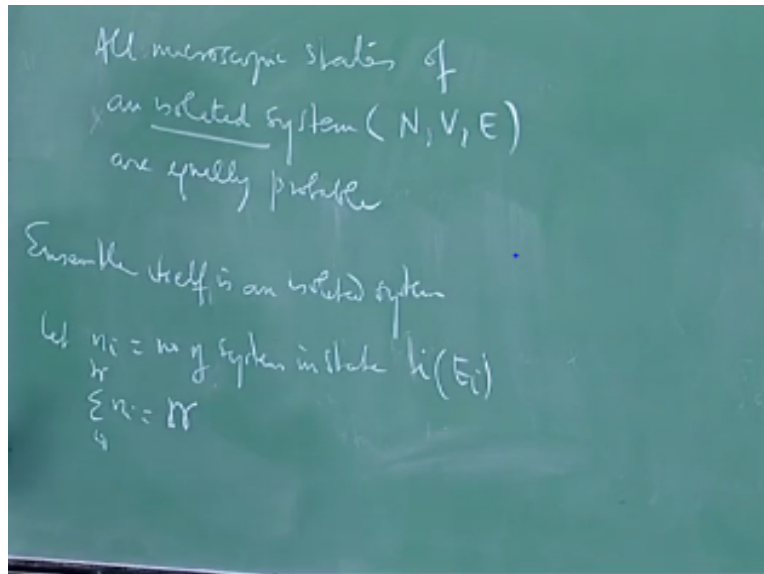 All microscopic states of
an isolated system (N, V, E)
are equally probable
Ensemble itself is an isolated system
Let nᵢ = no of system in state i (Eᵢ)
Σ nᵢ = N